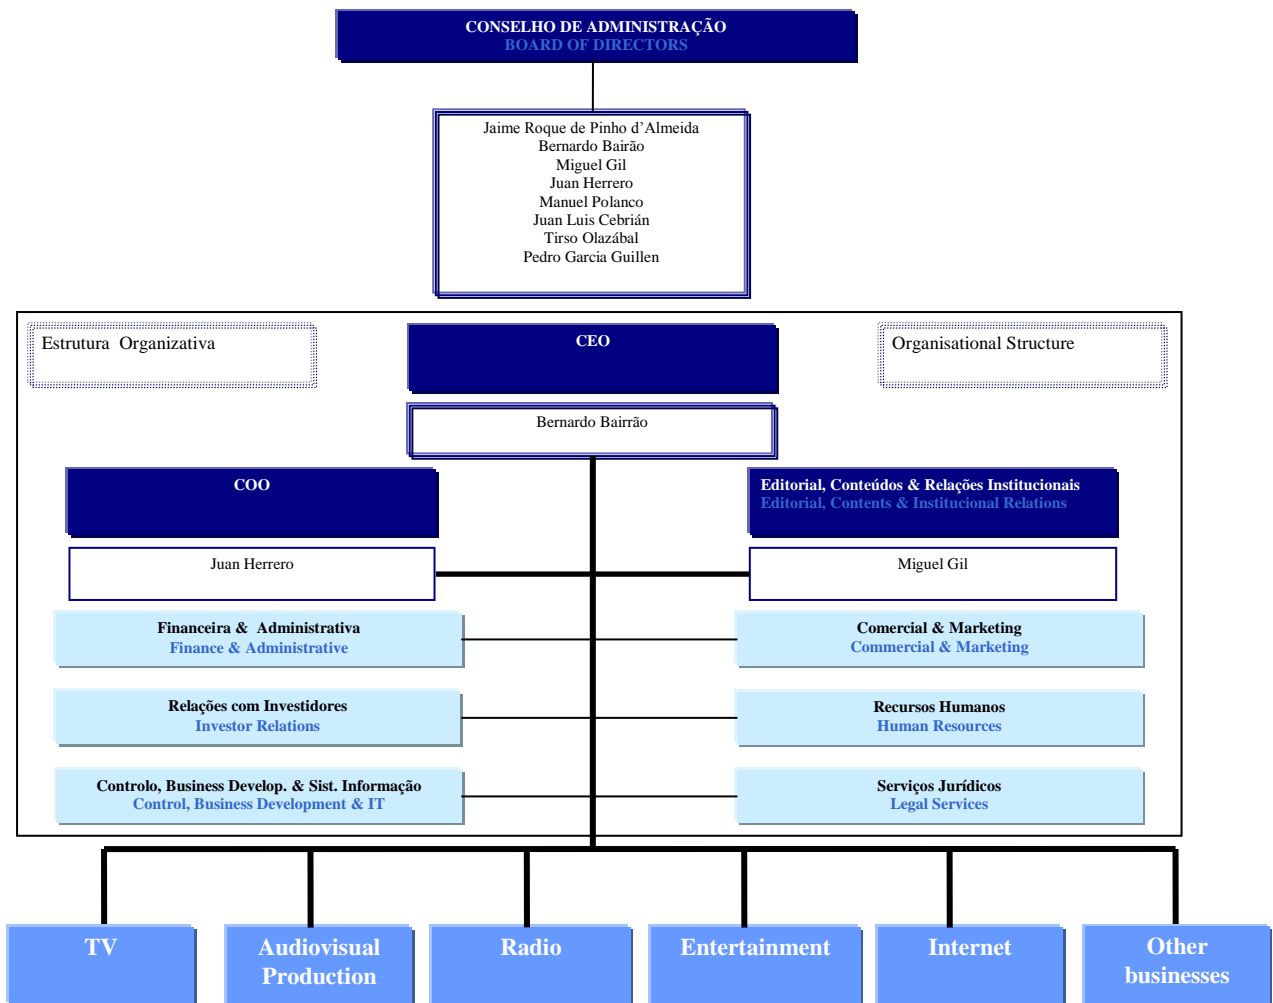 CONSELHO DE ADMINISTRAÇÃO
BOARD OF DIRECTORS
Jaime Roque de Pinho d’Almeida
Bernardo Bairão
Miguel Gil
Juan Herrero
Manuel Polanco
Juan Luis Cebrián
Tirso Olazábal
Pedro Garcia Guillen
Estrutura Organizativa
CEO
Organisational Structure
Bernardo Bairrão
COO
Editorial, Conteúdos & Relações Institucionais
Editorial, Contents & Institucional Relations
Juan Herrero
Miguel Gil
Financeira & Administrativa
Finance & Administrative
Comercial & Marketing
Commercial & Marketing
Relações com Investidores
Investor Relations
Recursos Humanos
Human Resources
Controlo, Business Develop. & Sist. Informação
Control, Business Development & IT
Serviços Jurídicos
Legal Services
TV
Audiovisual
Production
Radio
Entertainment
Internet
Other
businesses